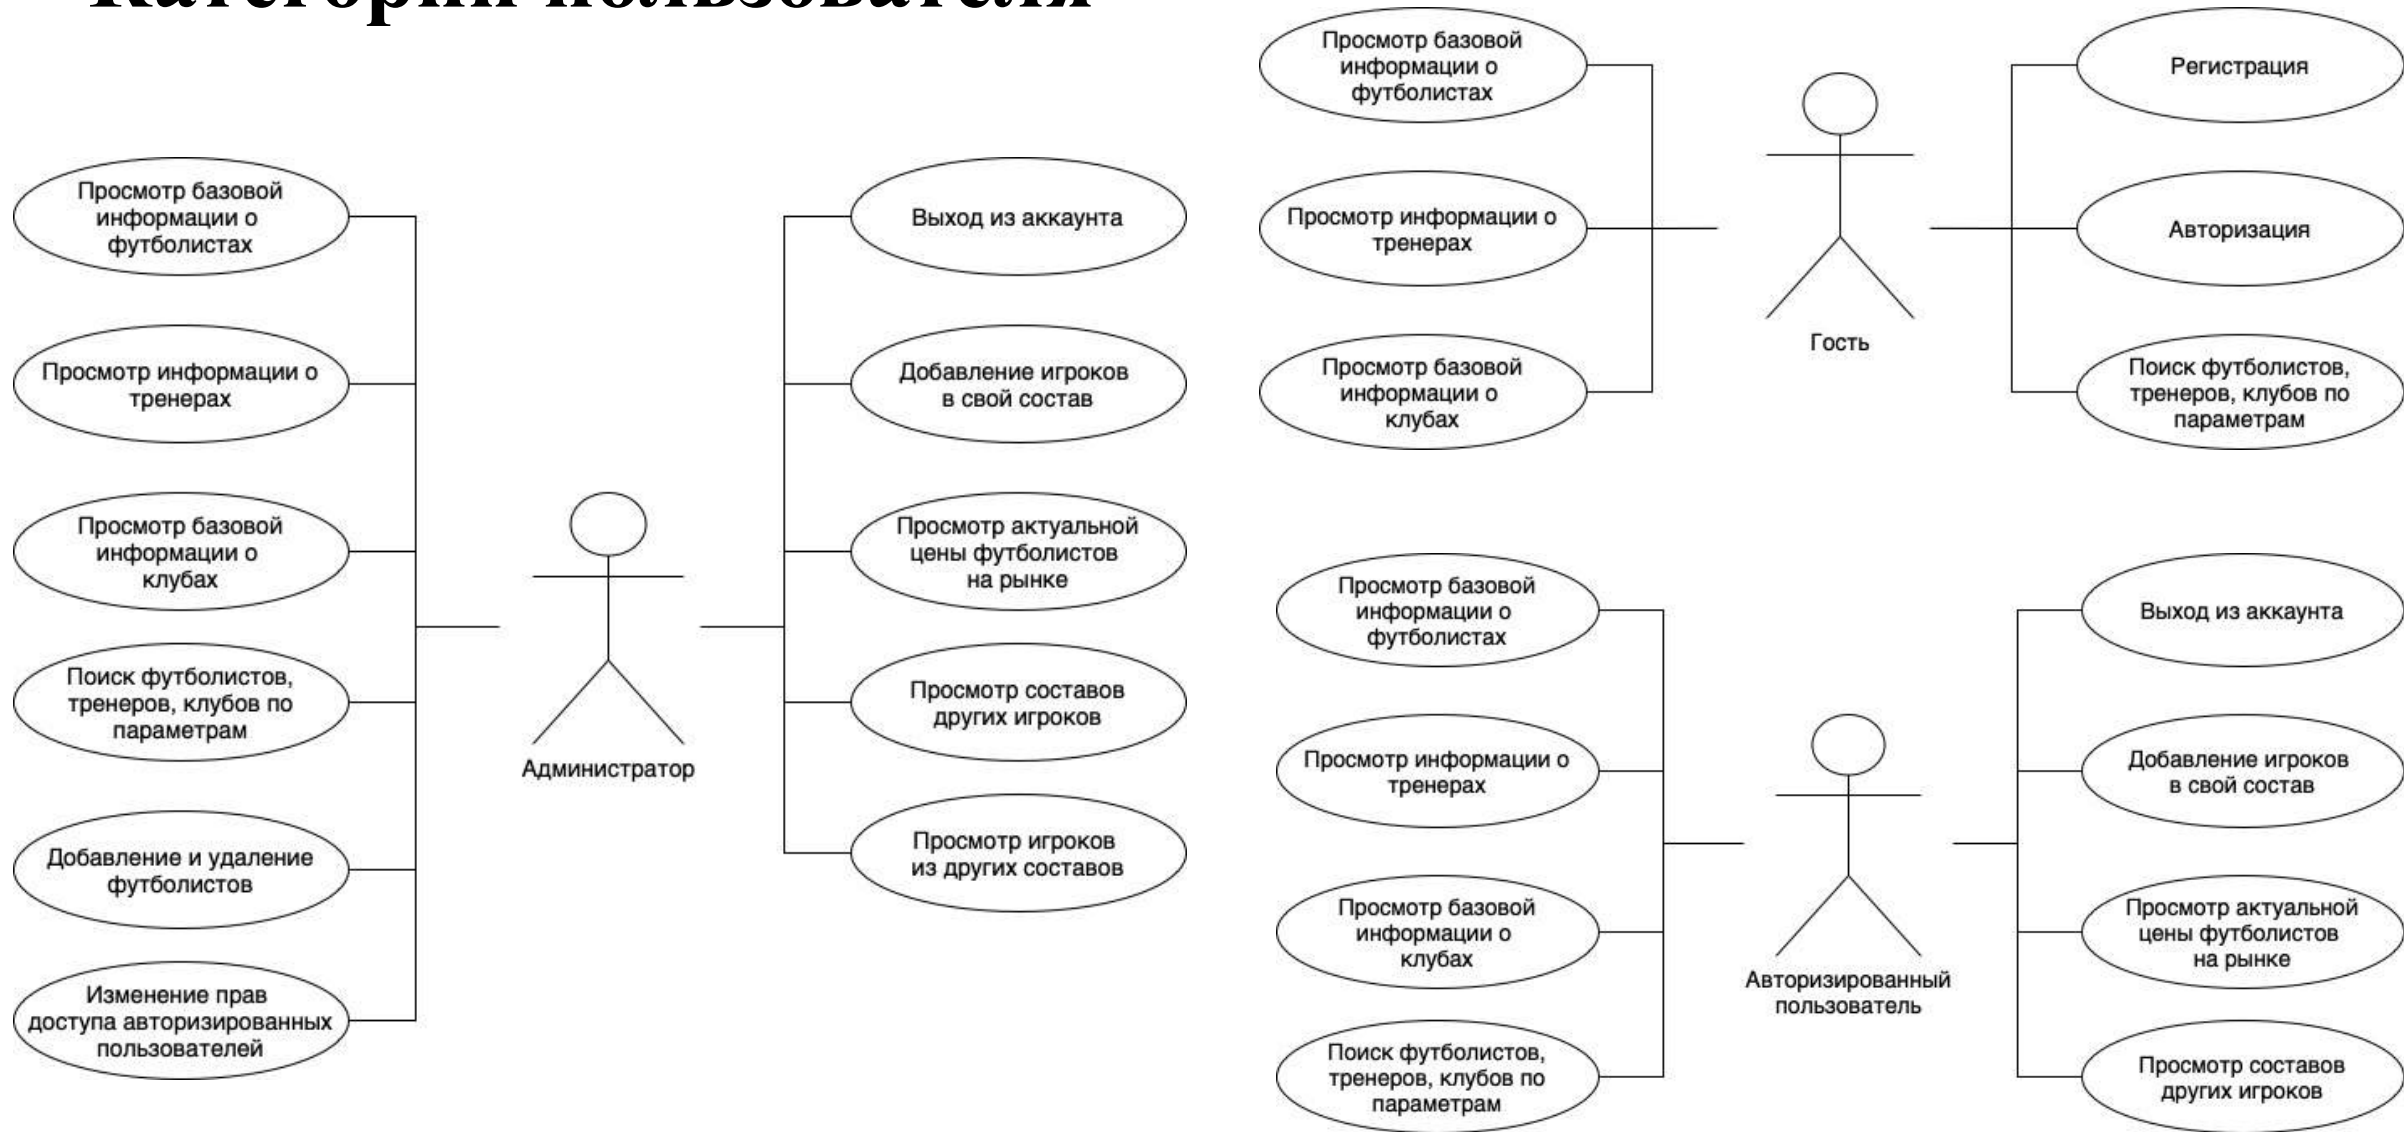 Категории пользователя
Просмотр базовой
информации о
футболистах
Просмотр информации о
тренерах
Просмотр базовой
информации о
клубах
Поиск футболистов,
тренеров, клубов по
параметрам
Добавление и удаление
футболистов
Изменение прав
доступа авторизированных
пользователей
Администратор
Выход из аккаунта
Добавление игроков
в свой состав
Просмотр актуальной
цены футболистов
на рынке
Просмотр составов
других игроков
Просмотр игроков
из других составов
Просмотр базовой
информации о
футболистах
Просмотр информации о
тренерах
Просмотр базовой
информации о
клубах
Гость
Регистрация
Авторизация
Поиск футболистов,
тренеров, клубов по
параметрам
Просмотр базовой
информации о
футболистах
Просмотр информации о
тренерах
Просмотр базовой
информации о
клубах
Поиск футболистов,
тренеров, клубов по
параметрам
Авторизированный
пользователь
Выход из аккаунта
Добавление игроков
в свой состав
Просмотр актуальной
цены футболистов
на рынке
Просмотр составов
других игроков